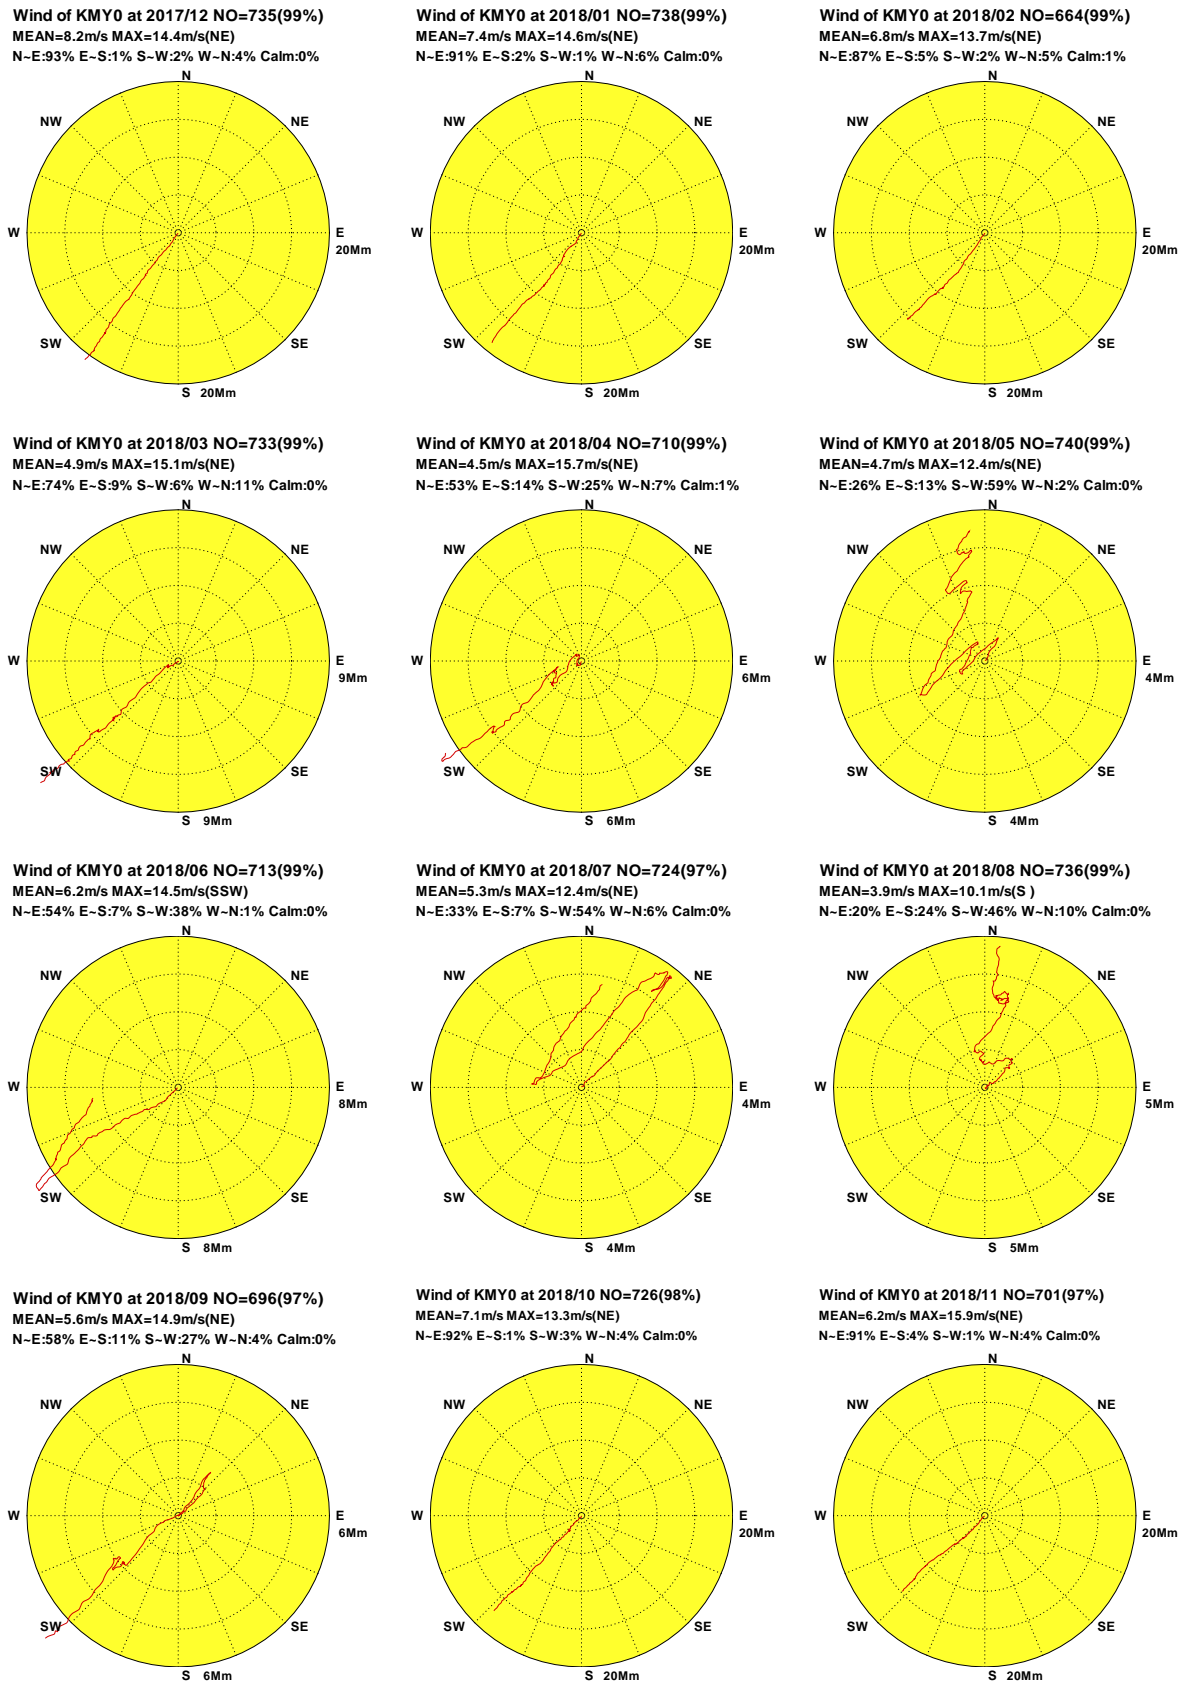 Wind of KMY0 at 2017/12 NO=735(99%)
MEAN=8.2m/s MAX=14.4m/s(NE)
N~E:93% E~S:1% S~W:2% W~N:4% Calm:0%
N
NW
NE
W
E
20Mm
SW
SE
S 20Mm
Wind of KMY0 at 2018/01 NO=738(99%)
MEAN=7.4m/s MAX=14.6m/s(NE)
N~E:91% E~S:2% S~W:1% W~N:6% Calm:0%
N
NW
NE
W
E
20Mm
SW
SE
S 20Mm
Wind of KMY0 at 2018/02 NO=664(99%)
MEAN=6.8m/s MAX=13.7m/s(NE)
N~E:87% E~S:5% S~W:2% W~N:5% Calm:1%
N
NW
NE
W
E
20Mm
SW
SE
S 20Mm
Wind of KMY0 at 2018/03 NO=733(99%)
MEAN=4.9m/s MAX=15.1m/s(NE)
N~E:74% E~S:9% S~W:6% W~N:11% Calm:0%
N
NW
NE
W
E
9Mm
SW
SE
S 9Mm
Wind of KMY0 at 2018/04 NO=710(99%)
MEAN=4.5m/s MAX=15.7m/s(NE)
N~E:53% E~S:14% S~W:25% W~N:7% Calm:1%
N
NW
NE
W
E
6Mm
SW
SE
S 6Mm
Wind of KMY0 at 2018/05 NO=740(99%)
MEAN=4.7m/s MAX=12.4m/s(NE)
N~E:26% E~S:13% S~W:59% W~N:2% Calm:0%
N
NW
NE
W
E
4Mm
SW
SE
S 4Mm
Wind of KMY0 at 2018/06 NO=713(99%)
MEAN=6.2m/s MAX=14.5m/s(SSW)
N~E:54% E~S:7% S~W:38% W~N:1% Calm:0%
N
NW
NE
W
E
8Mm
SW
SE
S 8Mm
Wind of KMY0 at 2018/07 NO=724(97%)
MEAN=5.3m/s MAX=12.4m/s(NE)
N~E:33% E~S:7% S~W:54% W~N:6% Calm:0%
N
NW
NE
W
E
4Mm
SW
SE
S 4Mm
Wind of KMY0 at 2018/08 NO=736(99%)
MEAN=3.9m/s MAX=10.1m/s(S )
N~E:20% E~S:24% S~W:46% W~N:10% Calm:0%
N
NW
NE
W
E
5Mm
SW
SE
S 5Mm
Wind of KMY0 at 2018/09 NO=696(97%)
MEAN=5.6m/s MAX=14.9m/s(NE)
N~E:58% E~S:11% S~W:27% W~N:4% Calm:0%
N
NW
NE
W
E
6Mm
SW
SE
S 6Mm
Wind of KMY0 at 2018/10 NO=726(98%)
MEAN=7.1m/s MAX=13.3m/s(NE)
N~E:92% E~S:1% S~W:3% W~N:4% Calm:0%
N
NW
NE
W
E
20Mm
SW
SE
S 20Mm
Wind of KMY0 at 2018/11 NO=701(97%)
MEAN=6.2m/s MAX=15.9m/s(NE)
N~E:91% E~S:4% S~W:1% W~N:4% Calm:0%
N
NW
NE
W
E
20Mm
SW
SE
S 20Mm